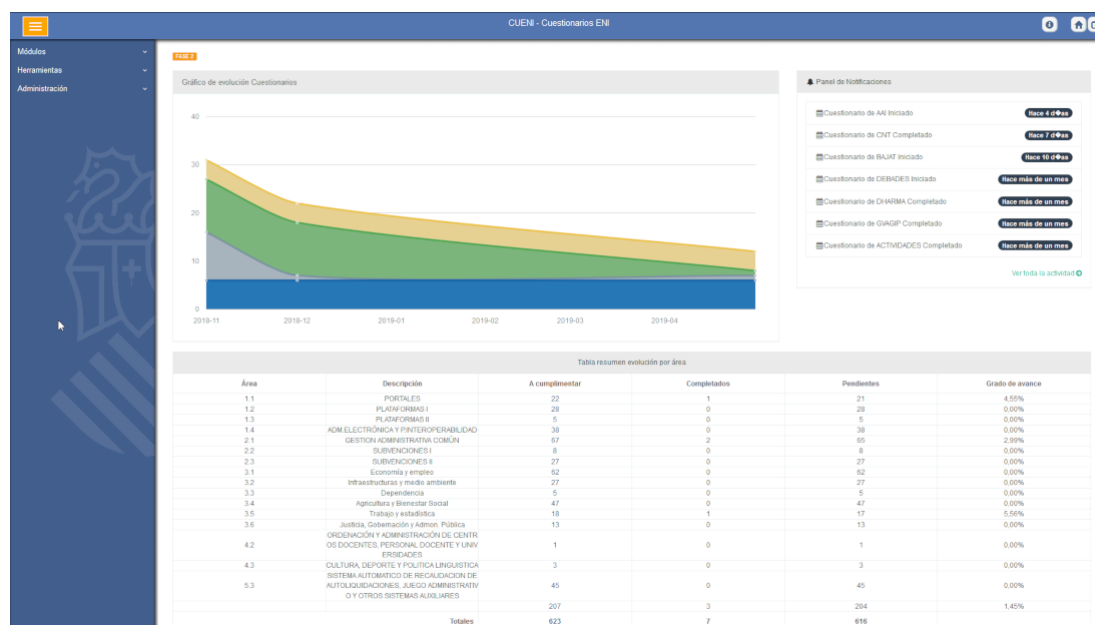 CUENI - Cuestionarios ENI
Módulos
Herramientas
Administración
FASE 2
Gráfico de evolución Cuestionarios
40
30
20
10
0
2018-11 2018-12 2019-01 2019-02 2019-03 2019-04
Panel de Notificaciones
Cuestionario de AAI Iniciado Hace 4 d�as
Cuestionario de CNT Completado Hace 7 d�as
Cuestionario de BAJAT Iniciado Hace 10 d�as
Cuestionario de DEBADES Iniciado Hace más de un mes
Cuestionario de DHARMA Completado Hace más de un mes
Cuestionario de GVAGIP Completado Hace más de un mes
Cuestionario de ACTIVIDADES Completado Hace más de un mes
Ver toda la actividad
Tabla resumen evolución por área
Área Descripción A cumplimentar Completados Pendientes Grado de avance
1.1 PORTALES 22 1 21 4,55%
1.2 PLATAFORMAS I 28 0 28 0,00%
1.3 PLATAFORMAS II 5 0 5 0,00%
1.4 ADM.ELECTRÓNICA Y P.INTEROPERABILIDAD 38 0 38 0,00%
2.1 GESTION ADMINISTRATIVA COMÚN 67 2 65 2,99%
2.2 SUBVENCIONES I 8 0 8 0,00%
2.3 SUBVENCIONES II 27 0 27 0,00%
3.1 Economía y empleo 62 0 62 0,00%
3.2 Infraestructuras y medio ambiente 27 0 27 0,00%
3.3 Dependencia 5 0 5 0,00%
3.4 Agricultura y Bienestar Social 47 0 47 0,00%
3.5 Trabajo y estadística 18 1 17 5,56%
3.6 Justicia, Gobernación y Admon. Pública 13 0 13 0,00%
ORDENACIÓN Y ADMINISTRACIÓN DE CENTR
4.2 OS DOCENTES, PERSONAL DOCENTE Y UNIV 1 0 1 0,00%
ERSIDADES
4.3 CULTURA, DEPORTE Y POLITICA LINGUISTICA 3 0 3 0,00%
SISTEMA AUTOMATICO DE RECAUDACION DE
5.3 AUTOLIQUIDACIONES, JUEGO ADMINISTRATIV 45 0 45 0,00%
O Y OTROS SISTEMAS AUXILIARES
207 3 204 1,45%
Totales 623 7 616